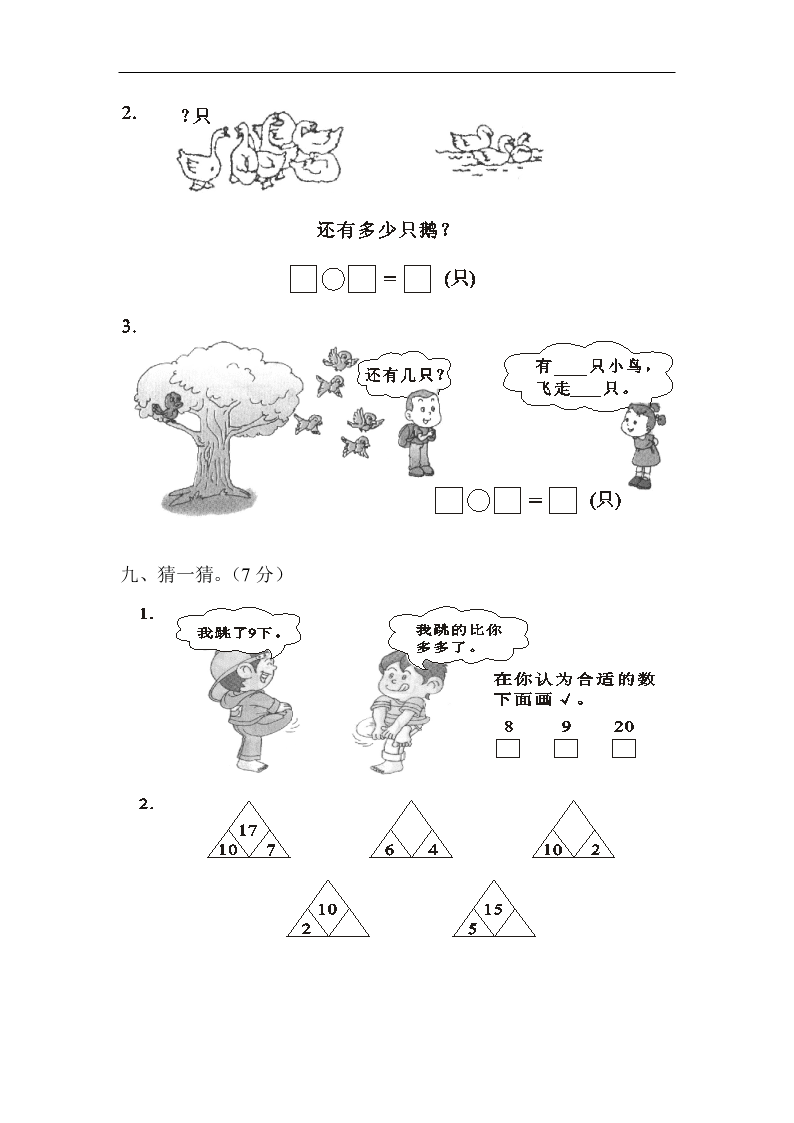 2. ?只
还有多少只鹅?
□○□=□ (只)
3.
还有几只?
有____只小鸟,
飞走____只。
□○□=□ (只)
九、猜一猜。(7 分)
1.
我跳了9下。
我跳的比你
多多了。
在你认为合适的数
下面画 √ 。
8 9 20
2.
17
10 7
6 4
10 2
10
2
15
5